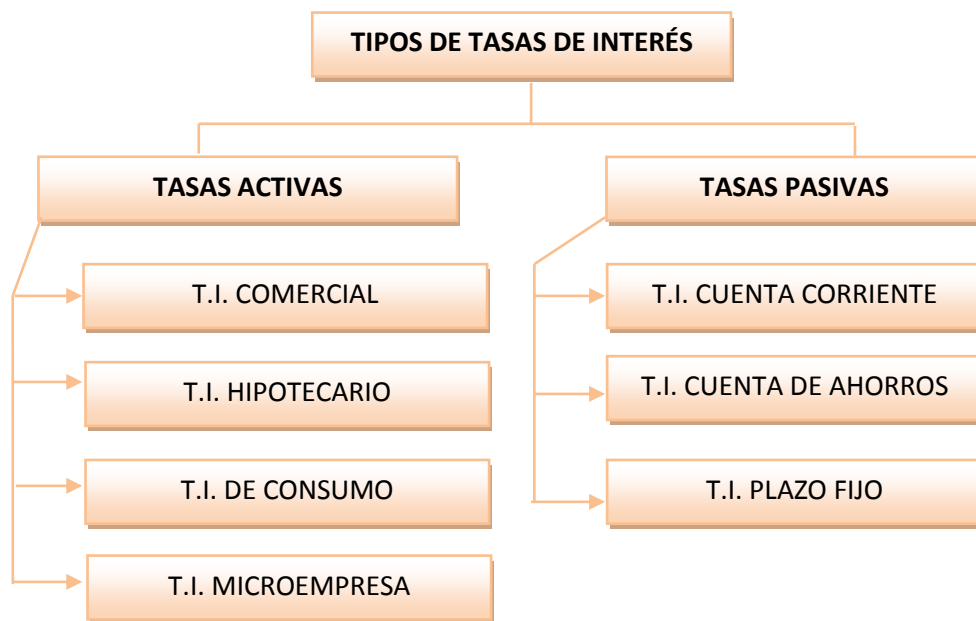 TIPOS DE TASAS DE INTERÉS
TASAS ACTIVAS
T.I. COMERCIAL
T.I. HIPOTECARIO
T.I. DE CONSUMO
T.I. MICROEMPRESA
TASAS PASIVAS
T.I. CUENTA CORRIENTE
T.I. CUENTA DE AHORROS
T.I. PLAZO FIJO